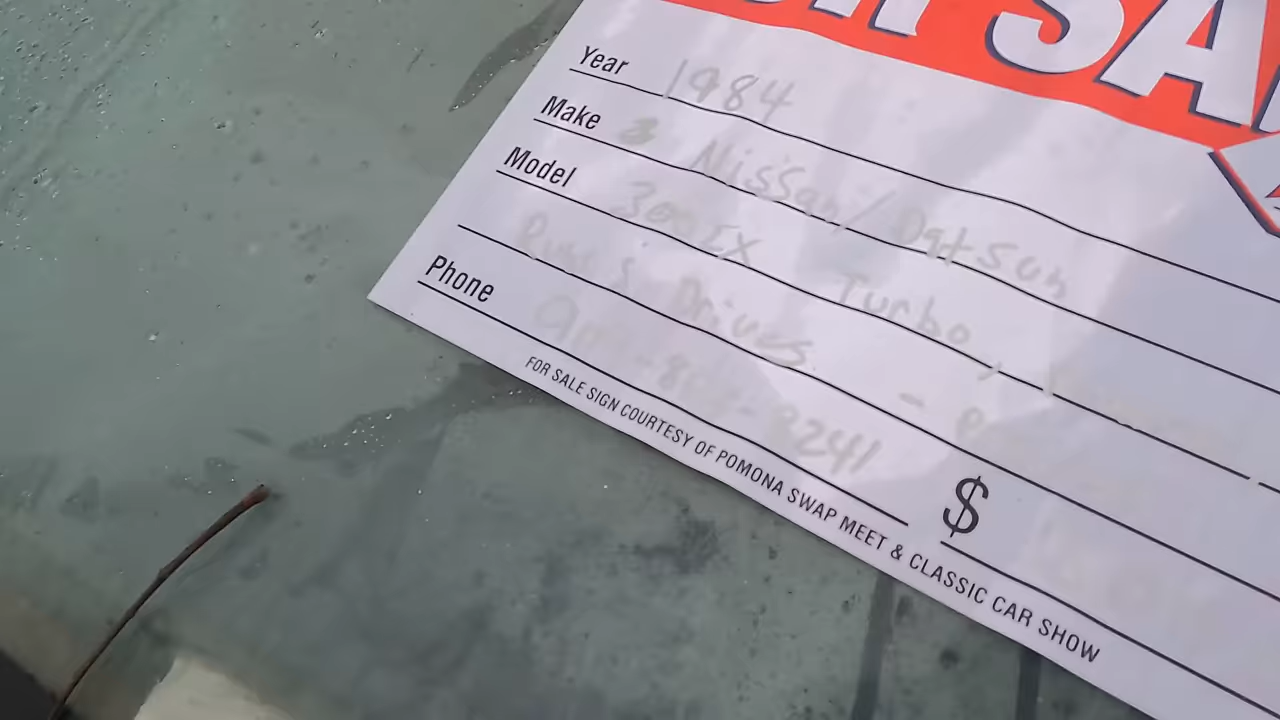 SA
Year 1984
Make Nissan/Datsun
Model 300ZX Turbo,
Runs & Drives -
Phone
$
FOR SALE SIGN COURTESY OF POMONA SWAP MEET & CLASSIC CAR SHOW